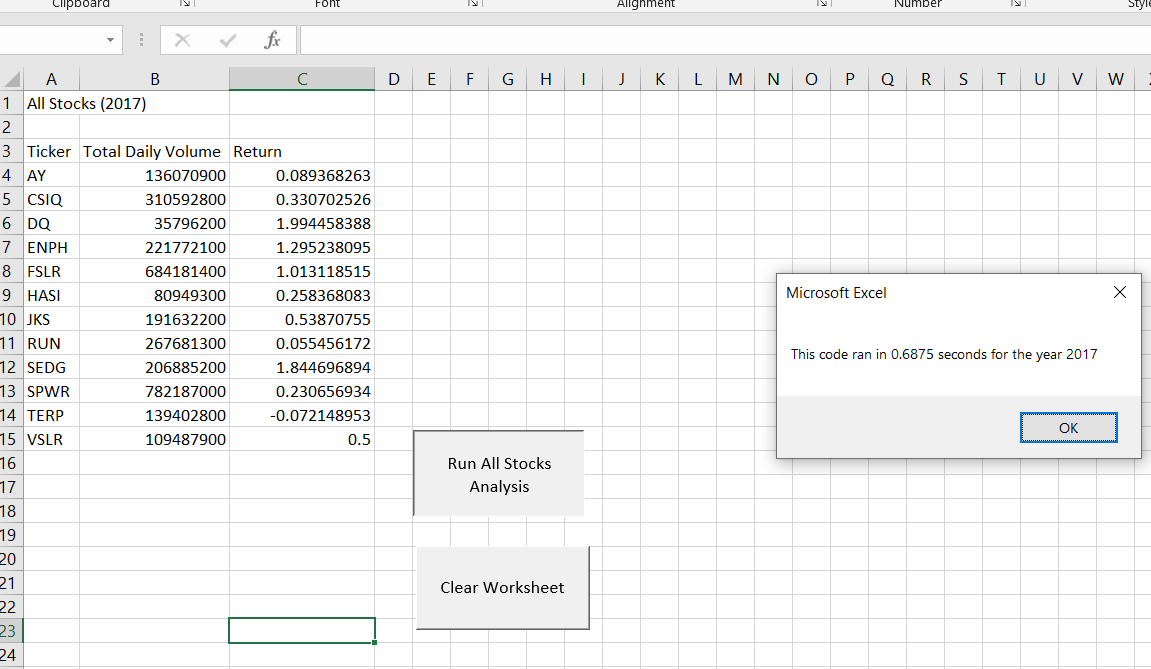 Clipboard Font Alignment Number
fx
A B C D E F G H I J K L M N O P Q R S T U V W
1 All Stocks (2017)
2
3 Ticker Total Daily Volume Return
4 AY 136070900 0.089368263
5 CSIQ 310592800 0.330702526
6 DQ 35796200 1.994458388
7 ENPH 221772100 1.295238095
8 FSLR 684181400 1.013118515
9 HASI 80949300 0.258368083
10 JKS 191632200 0.53870755
11 RUN 267681300 0.055456172
12 SEDG 206885200 1.844696894
13 SPWR 782187000 0.230656934
14 TERP 139402800 -0.072148953
15 VSLR 109487900 0.5
16
17
18
19
20
21
22
23
24
Run All Stocks
Analysis
Clear Worksheet
Microsoft Excel
This code ran in 0.6875 seconds for the year 2017
OK